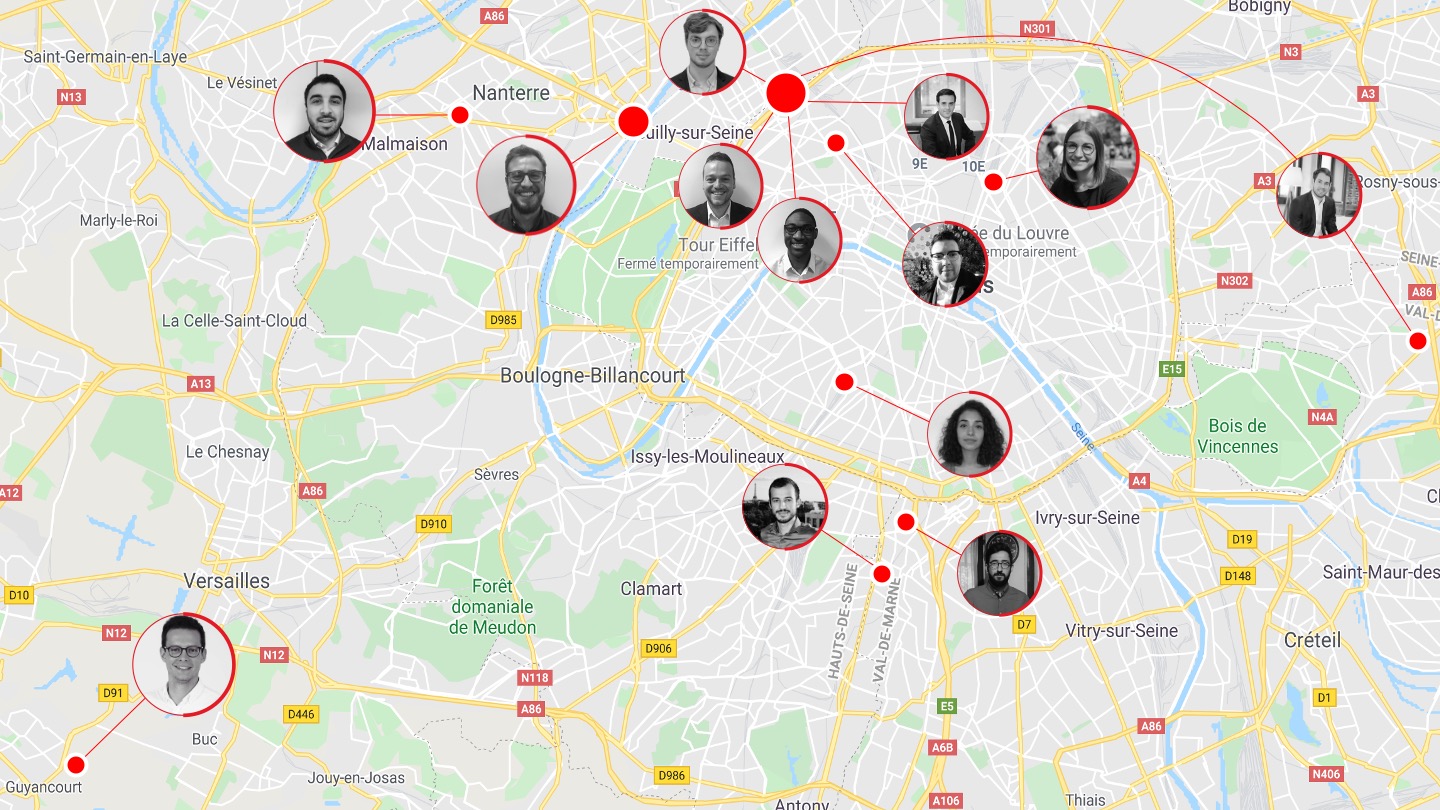 Bobigny
A86
N301
N3
Saint-Germain-en-Laye
Le Vésinet
N13
Nanterre
A3
uilly-sur-Seine
Malmaison
9E
10E
A3
Rosny-sous-
Marly-le-Roi
Tour Eiffel
ée du Louvre
Fermé temporairement
emporairement
SEINE-
N302
A86
VAL-D
La Celle-Saint-Cloud
D985
E15
Boulogne-Billancourt
A13
N4A
Bois de
Vincennes
Seine
Le Chesnay
Issy-les-Moulineaux
Sèvres
A86
A4
A12
D910
Ivry-sur-Seine
D19
Versailles
Forêt
domaniale
de Meudon
Clamart
HAUTS-DE-SEINE
VAL-DE-MARNE
D148
Saint-Maur-des
D10
N12
D7
Vitry-sur-Seine
Créteil
N12
D906
N118
D91
D446
A86
E5
D1
A86
Buc
A6B
Guyancourt
Jouy-en-Josas
D986
N406
Antony
A106
Thiais